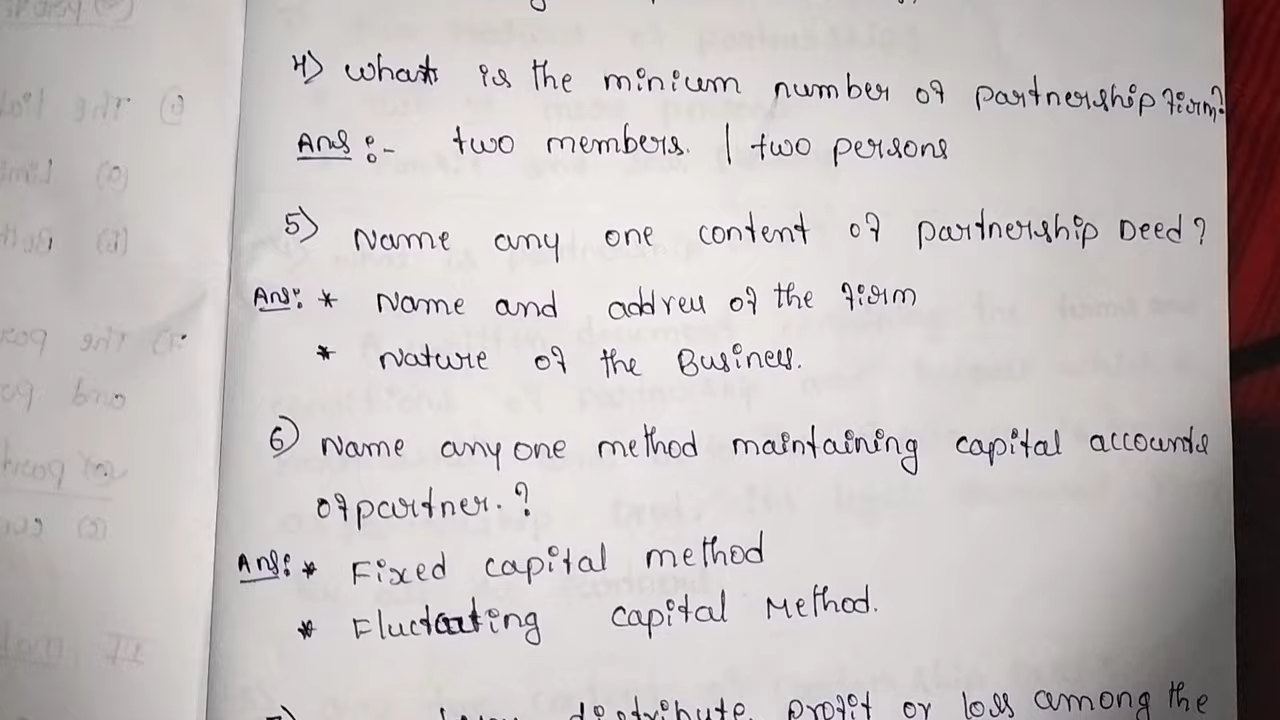 4) what is the minium number of partnership firm?
Ans :- two members. / two persons
5) Name any one content of partnership Deed?
Ans: * Name and address of the firm
* Nature of the Business.
6) Name any one method maintaining capital accounts
of partner.?
Ans: * Fixed capital method
* Fluctuating capital Method.
distribute profit or loss among the